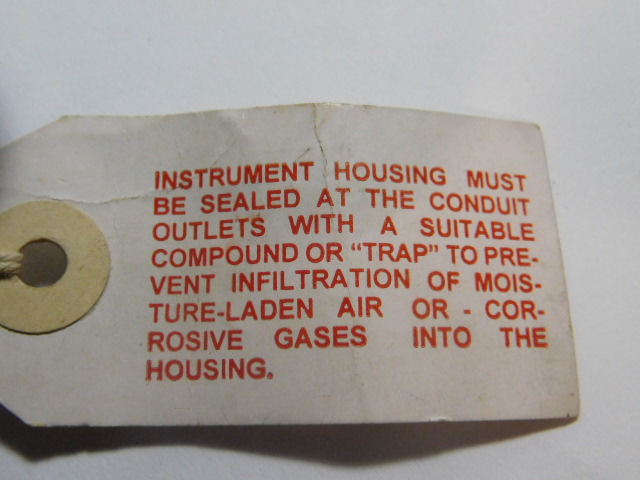 INSTRUMENT HOUSING MUST
BE SEALED AT THE CONDUIT
OUTLETS WITH A SUITABLE
COMPOUND OR “TRAP” TO PRE-
VENT INFILTRATION OF MOIS-
TURE-LADEN AIR OR - COR-
ROSIVE GASES INTO THE
HOUSING.